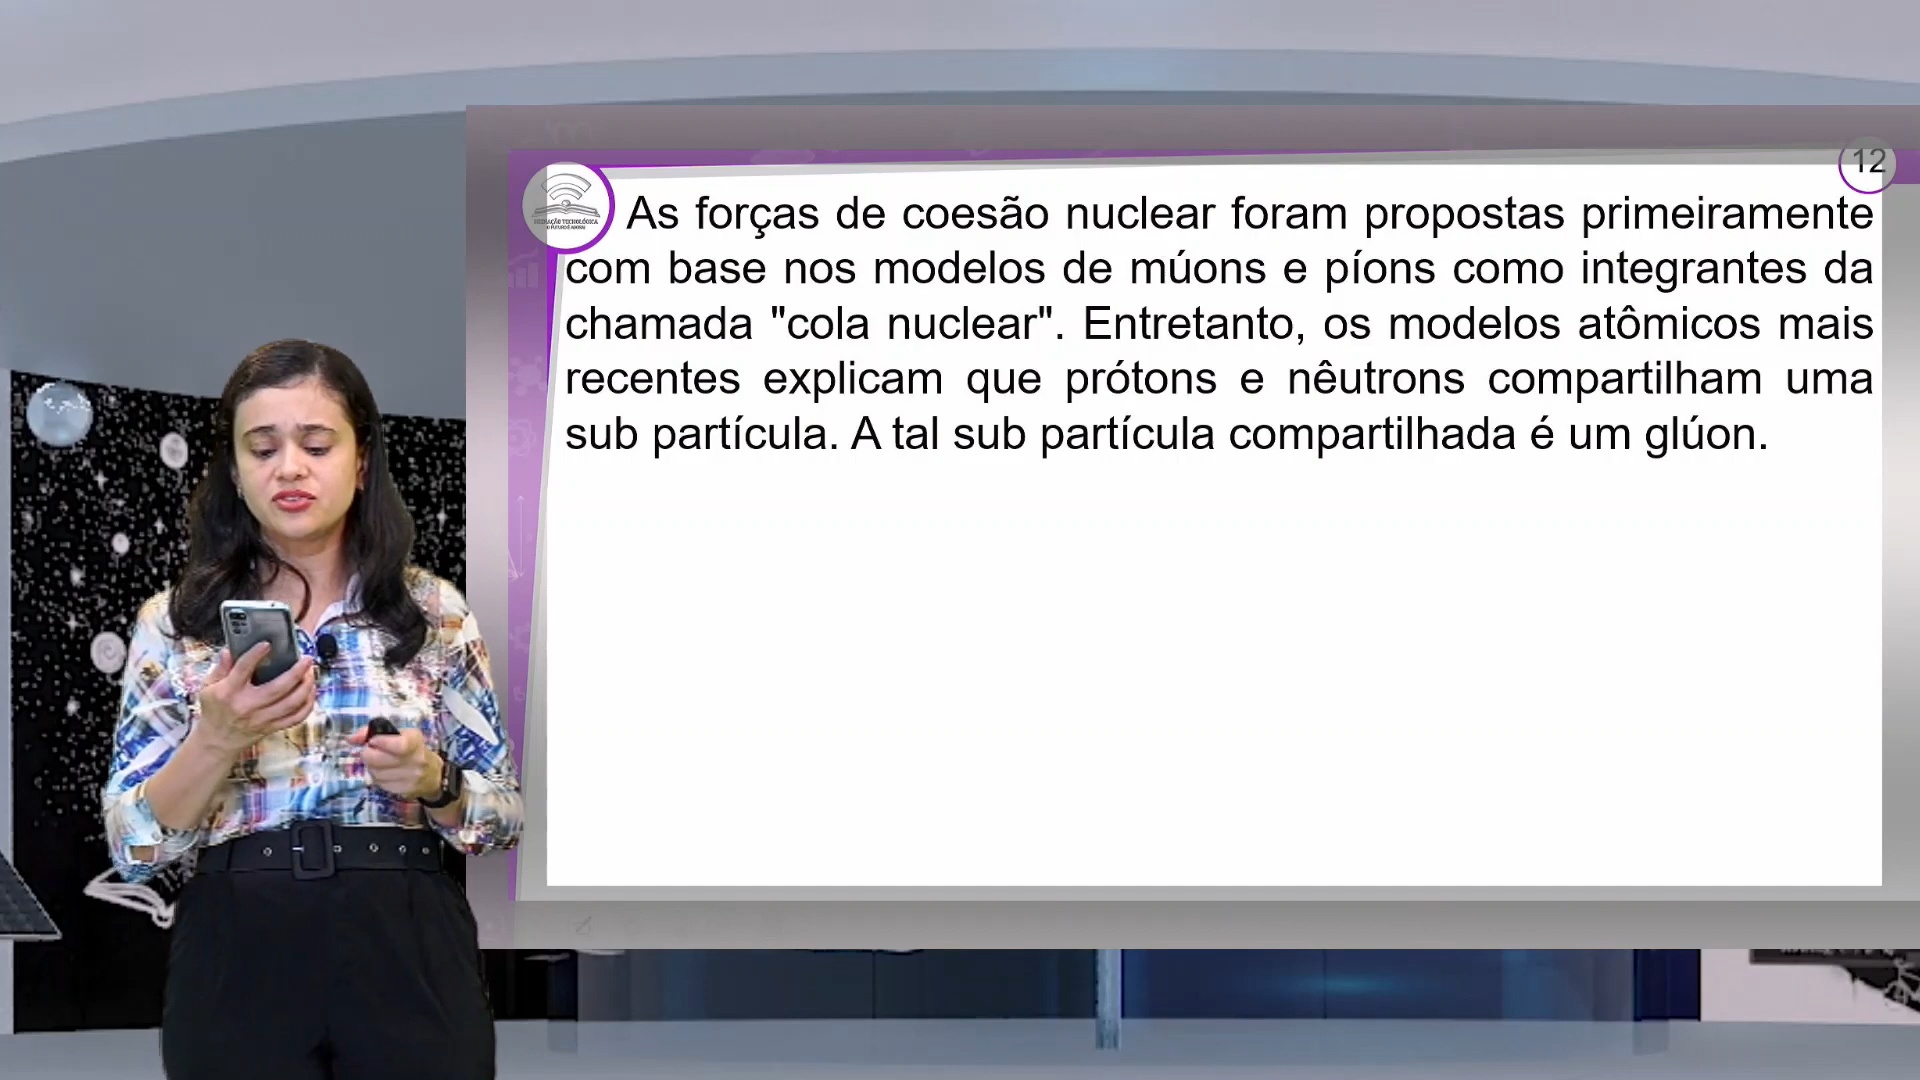 12
MEDIAÇÃO TECNOLÓGICA
As forças de coesão nuclear foram propostas primeiramente
com base nos modelos de múons e píons como integrantes da
chamada "cola nuclear". Entretanto, os modelos atômicos mais
recentes explicam que prótons e nêutrons compartilham uma
sub partícula. A tal sub partícula compartilhada é um glúon.